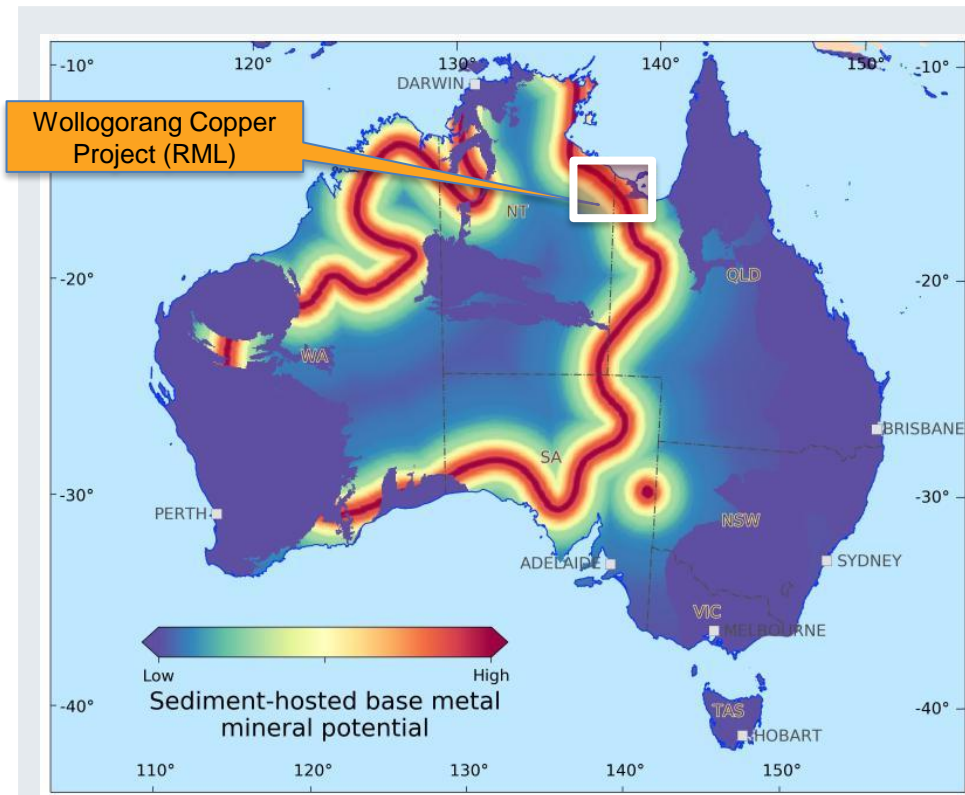 120°
130°
140°
150°
-10°
-10°
DARWIN
Wollogorang Copper
Project (RML)
NT
-20°
QLD
-20°
WA
BRISBANE
SA
-30°
-30°
PERTH
NSW
ADELAIDE
SYDNEY
VIC
MELBOURNE
Low
High
Sediment-hosted base metal
mineral potential
-40°
TAS
-40°
HOBART
110°
120°
130°
140°
150°